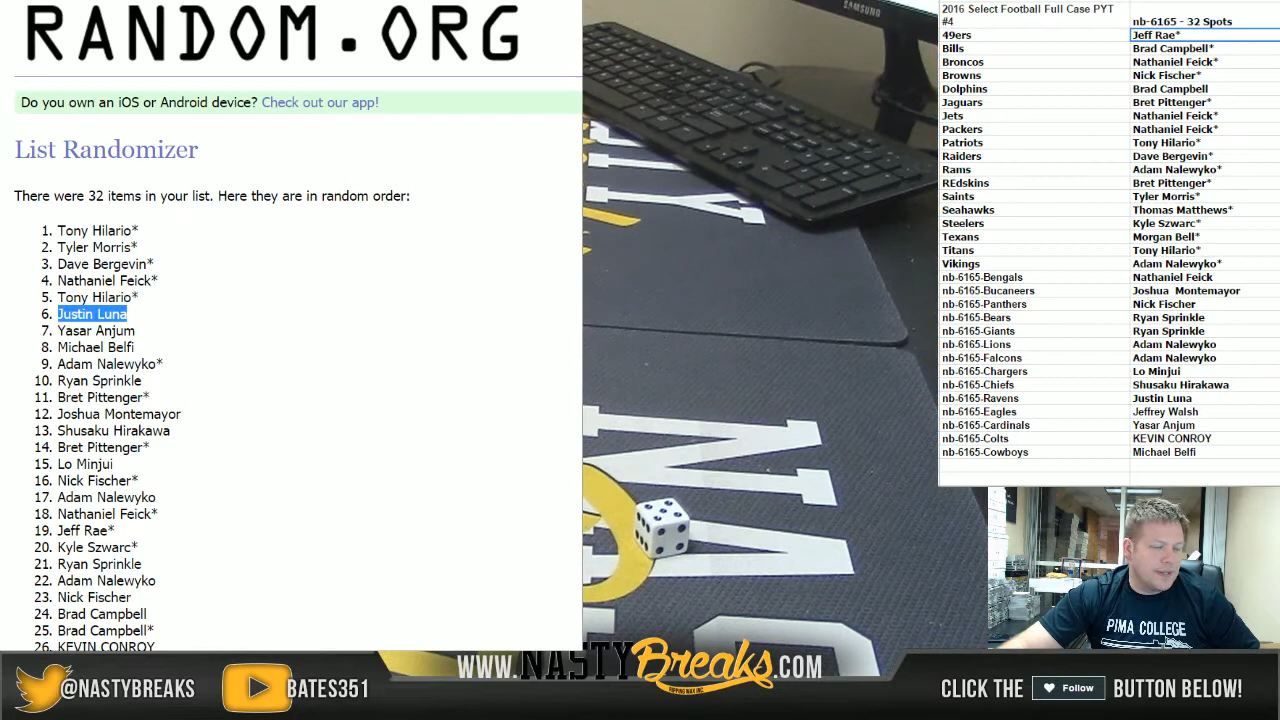 RANDOM.ORG
Do you own an iOS or Android device? Check out our app!
List Randomizer
There were 32 items in your list. Here they are in random order:
1. Tony Hilario*
2. Tyler Morris*
3. Dave Bergevin*
4. Nathaniel Feick*
5. Tony Hilario*
6. Justin Luna
7. Yasar Anjum
8. Michael Belfi
9. Adam Nalewyko*
10. Ryan Sprinkle
11. Bret Pittenger*
12. Joshua Montemayor
13. Shusaku Hirakawa
14. Bret Pittenger*
15. Lo Minjui
16. Nick Fischer*
17. Adam Nalewyko
18. Nathaniel Feick*
19. Jeff Rae*
20. Kyle Szwarc*
21. Ryan Sprinkle
22. Adam Nalewyko
23. Nick Fischer
24. Brad Campbell
25. Brad Campbell*
26. KEVIN CONROY
SAMSUNG
2016 Select Football Full Case PYT
#4 nb-6165 - 32 Spots
49ers Jeff Rae*
Bills Brad Campbell*
Broncos Nathaniel Feick*
Browns Nick Fischer*
Dolphins Brad Campbell
Jaguars Bret Pittenger*
Jets Nathaniel Feick*
Packers Nathaniel Feick*
Patriots Tony Hilario*
Raiders Dave Bergevin*
Rams Adam Nalewyko*
REdskins Bret Pittenger*
Saints Tyler Morris*
Seahawks Thomas Matthews*
Steelers Kyle Szwarc*
Texans Morgan Bell*
Titans Tony Hilario*
Vikings Adam Nalewyko*
nb-6165-Bengals Nathaniel Feick
nb-6165-Bucaneers Joshua  Montemayor
nb-6165-Panthers Nick Fischer
nb-6165-Bears Ryan Sprinkle
nb-6165-Giants Ryan Sprinkle
nb-6165-Lions Adam Nalewyko
nb-6165-Falcons Adam Nalewyko
nb-6165-Chargers Lo Minjui
nb-6165-Chiefs Shusaku Hirakawa
nb-6165-Ravens Justin Luna
nb-6165-Eagles Jeffrey Walsh
nb-6165-Cardinals Yasar Anjum
nb-6165-Colts KEVIN CONROY
nb-6165-Cowboys Michael Belfi
PIMA COLLEGE
@NASTYBREAKS
BATES351
WWW.NASTYBreaks.COM
RIPPING WAX INC.
CLICK THE Follow BUTTON BELOW!